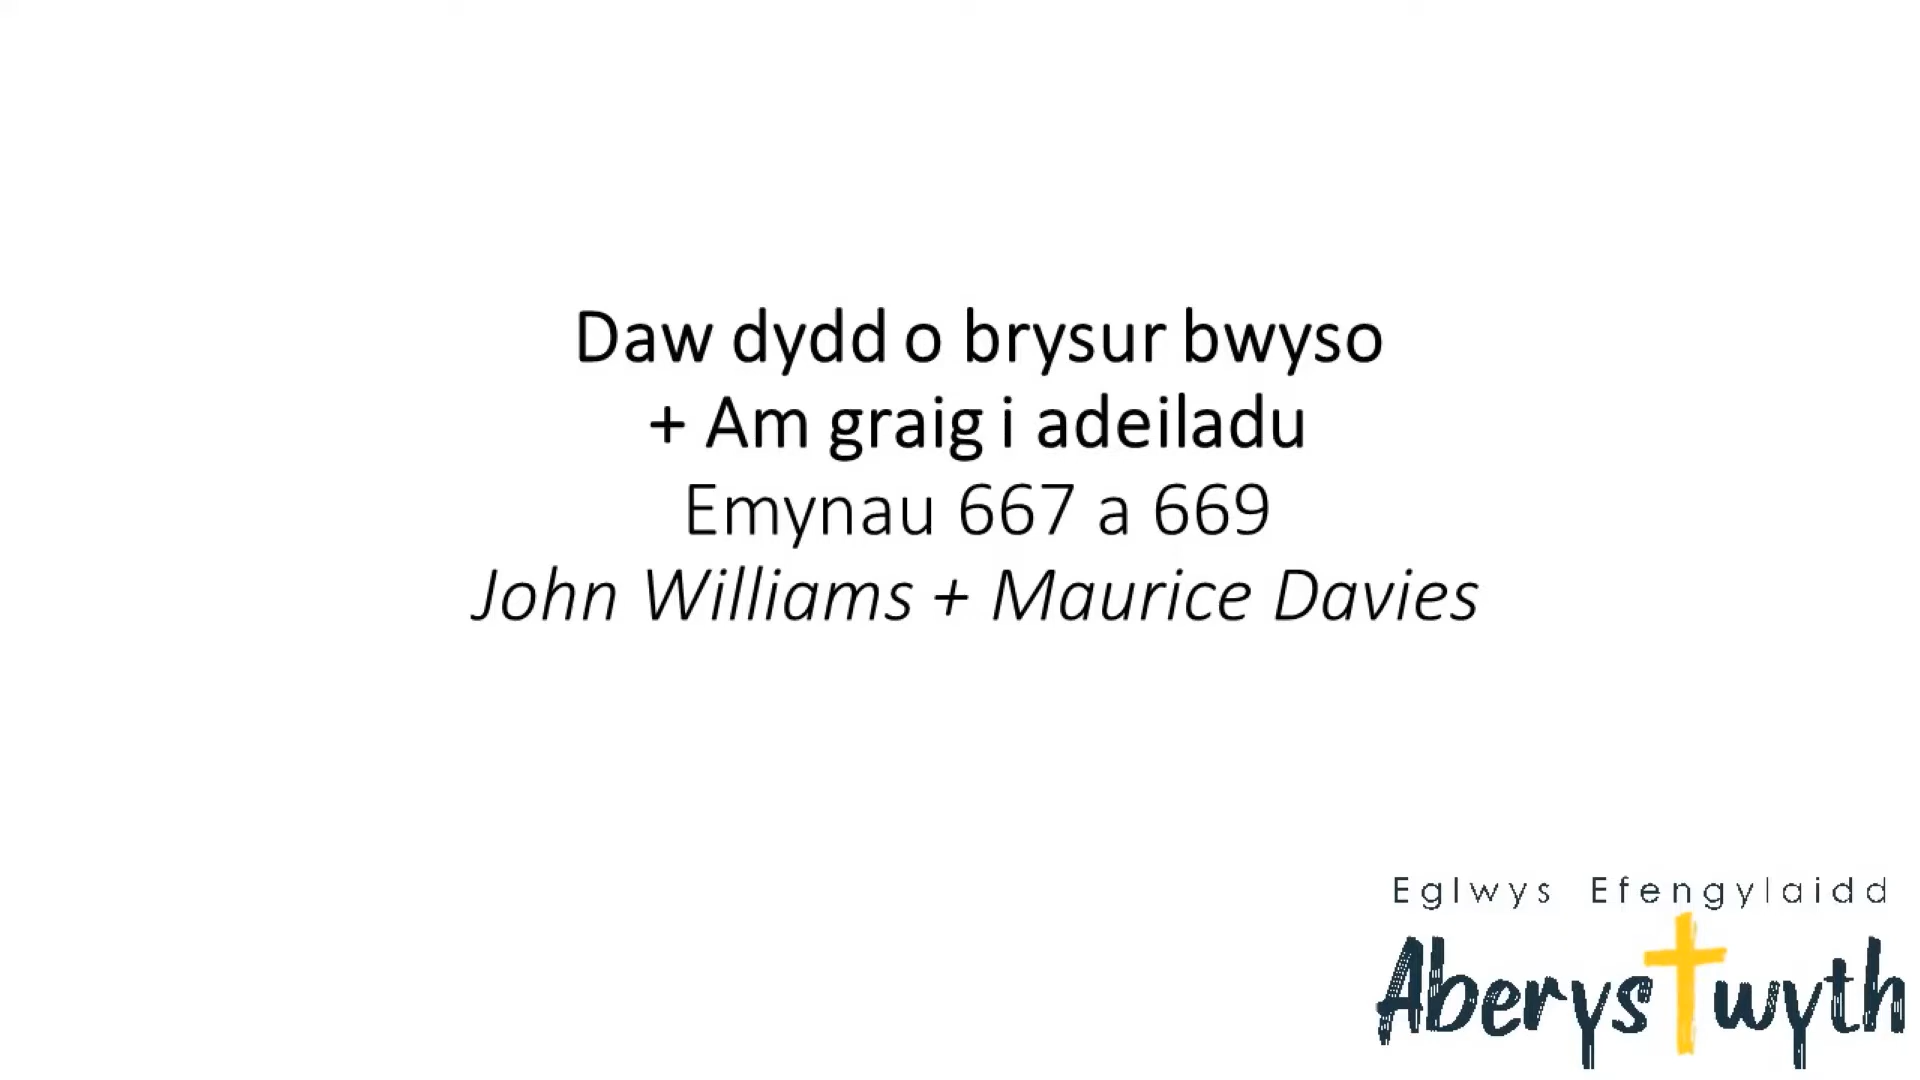 Daw dydd o brysur bwyso
+ Am graig i adeiladu
Emynau 667 a 669
John Williams + Maurice Davies
Eglwys Efengylaidd
Aberystwyth